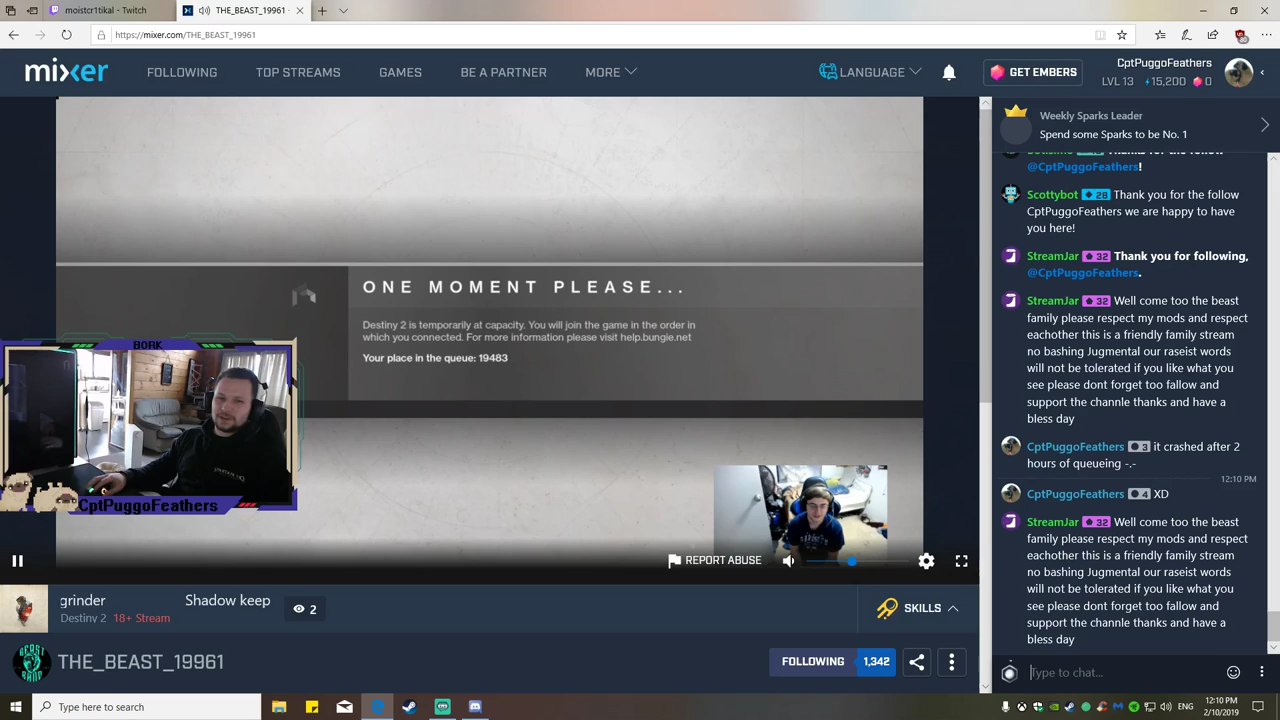 moistcr1tikal - Twitch
THE_BEAST_19961
https://mixer.com/THE_BEAST_19961
mixer
FOLLOWING
TOP STREAMS
GAMES
BE A PARTNER
MORE
LANGUAGE
GET EMBERS
CptPuggoFeathers
LVL 13
15,200
0
Weekly Sparks Leader
Spend some Sparks to be No. 1
@CptPuggoFeathers!
Scottybot 28 Thank you for the follow
CptPuggoFeathers we are happy to have
you here!
StreamJar 32 Thank you for following,
@CptPuggoFeathers.
StreamJar 32 Well come too the beast
family please respect my mods and respect
eachother this is a friendly family stream
no bashing Jugmental our raseist words
will not be tolerated if you like what you
see please dont forget too fallow and
support the channle thanks and have a
bless day
CptPuggoFeathers 3 it crashed after 2
hours of queueing -.-
12:10 PM
CptPuggoFeathers 4 XD
StreamJar 32 Well come too the beast
family please respect my mods and respect
eachother this is a friendly family stream
no bashing Jugmental our raseist words
will not be tolerated if you like what you
see please dont forget too fallow and
support the channle thanks and have a
bless day
Type to chat...
ONE MOMENT PLEASE...
Destiny 2 is temporarily at capacity. You will join the game in the order in
which you connected. For more information please visit help.bungie.net
Your place in the queue: 19483
BORK
CptPuggoFeathers
REPORT ABUSE
grinder Shadow keep
2
Destiny 2 18+ Stream
SKILLS
BEAST
THE_BEAST_19961
FOLLOWING 1,342
Type here to search
12:10 PM
2/10/2019